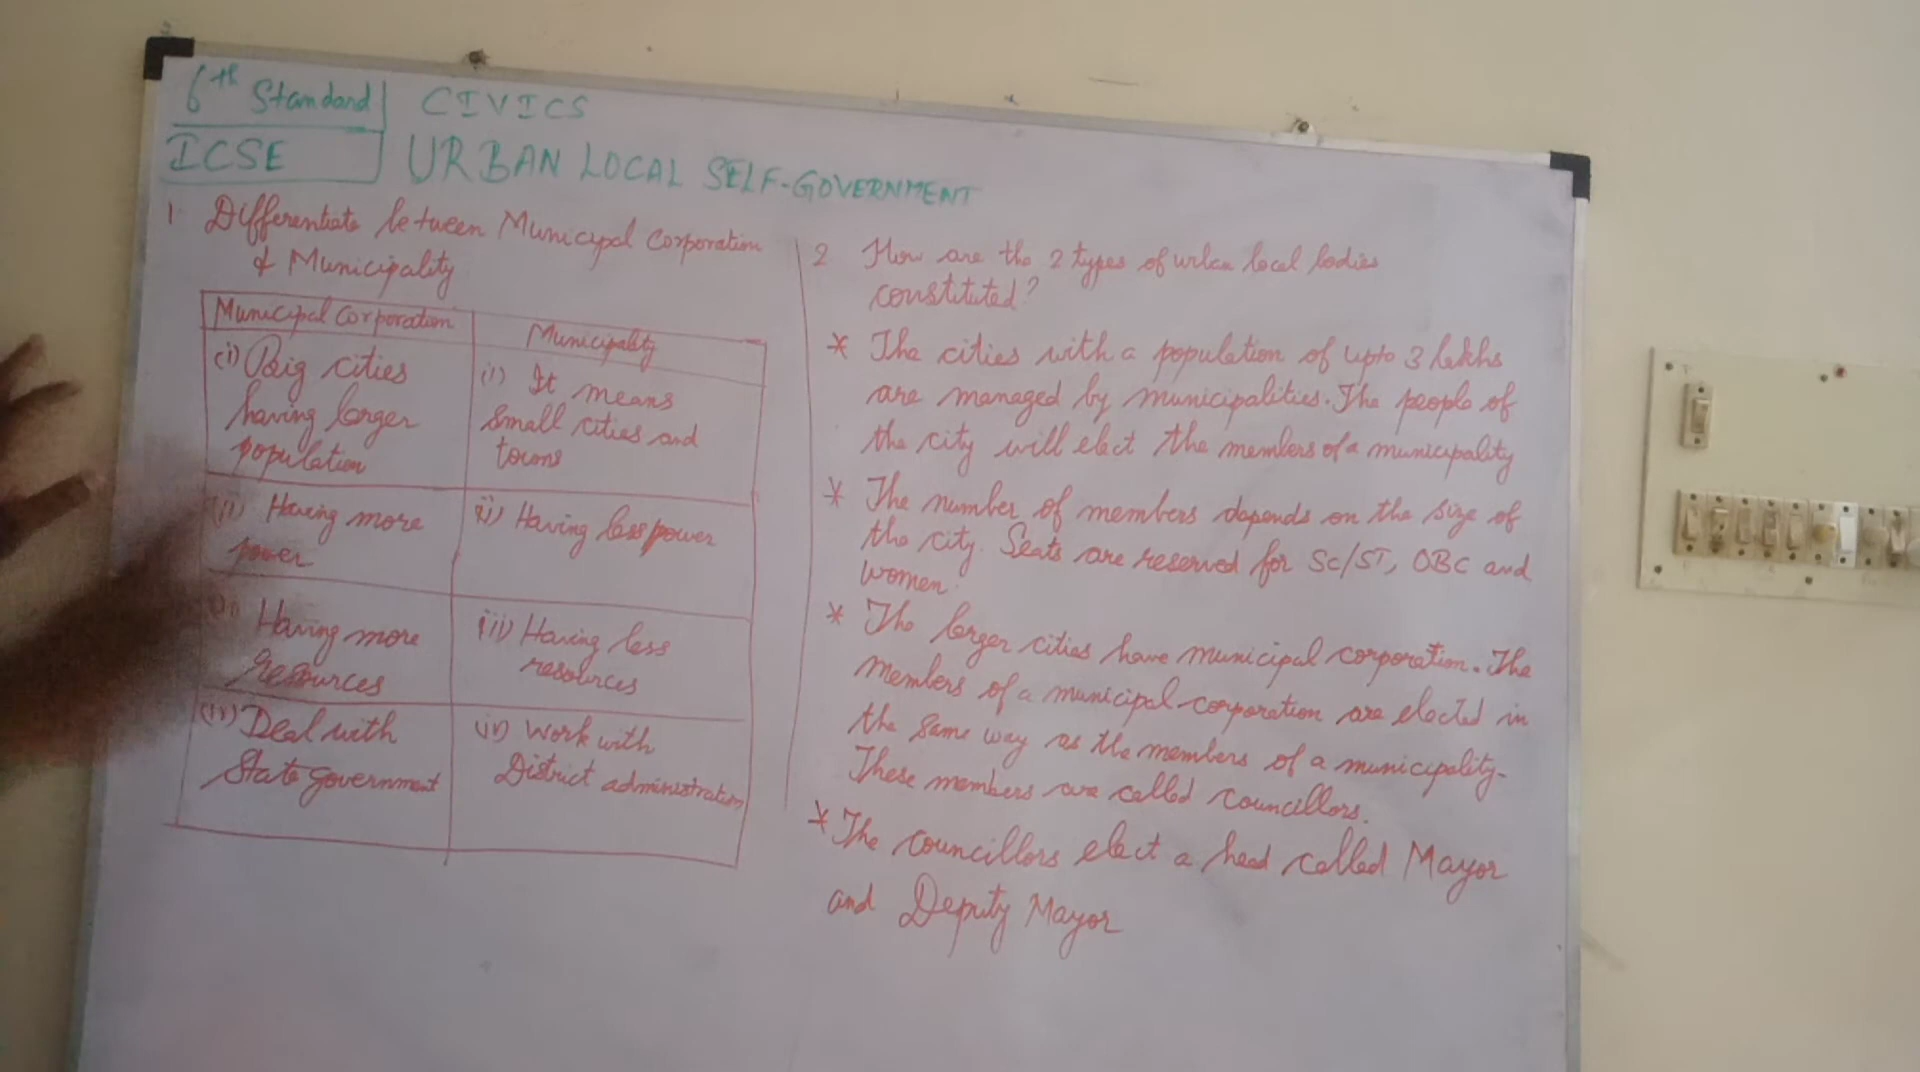 6th Standard
CIVICS
ICSE
URBAN LOCAL SELF-GOVERNMENT
1. Differentiate between Municipal Corporation
& Municipality
Municipal Corporation
Municipality
(i) Big cities
having larger
population
(i) It means
small cities and
towns
(ii) Having more
power
ii) Having less power
Having more
resources
iii) Having less
resources
(iv) Deal with
State government
(iv) Work with
District administration
2 How are the 2 types of urban local bodies
constituted?
* The cities with a population of upto 3 lakhs
are managed by municipalities. The people of
the city will elect the members of a municipality
* The number of members depends on the size of
the city. Seats are reserved for SC/ST, OBC and
women.
* The larger cities have municipal corporation. The
members of a municipal corporation are elected in
the same way as the members of a municipality.
These members are called councillors.
* The councillors elect a head called Mayor
and Deputy Mayor